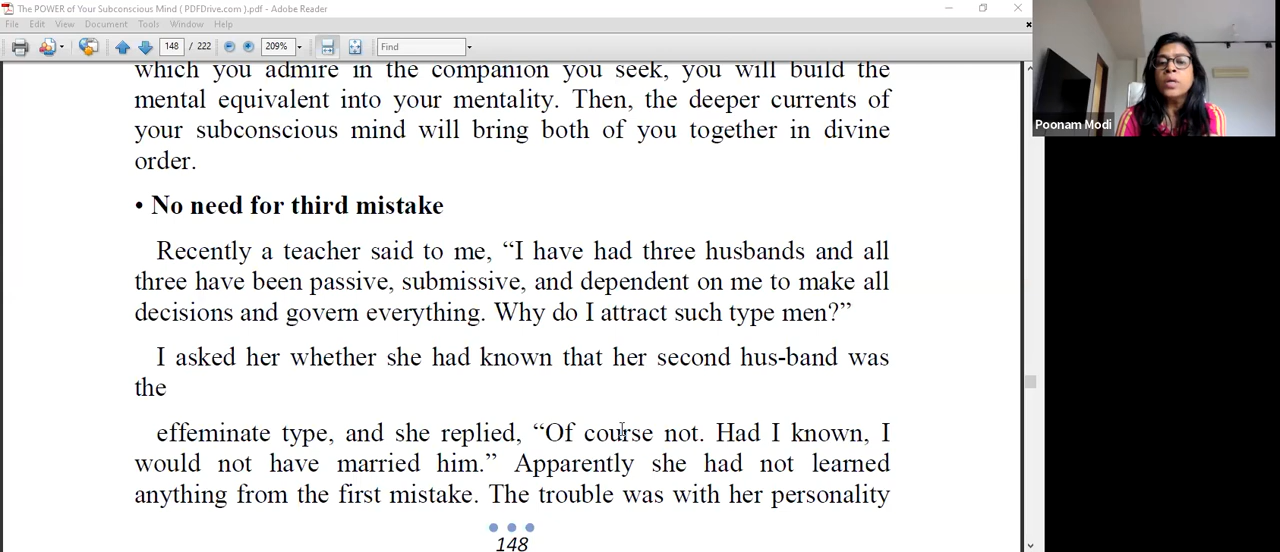 The POWER of Your Subconscious Mind ( PDFDrive.com ).pdf - Adobe Reader
File Edit View Document Tools Window Help
148 / 222 209% Find
which you admire in the companion you seek, you will build the
mental equivalent into your mentality. Then, the deeper currents of
your subconscious mind will bring both of you together in divine
order.
• No need for third mistake
Recently a teacher said to me, “I have had three husbands and all
three have been passive, submissive, and dependent on me to make all
decisions and govern everything. Why do I attract such type men?”
I asked her whether she had known that her second hus-band was
the
effeminate type, and she replied, “Of course not. Had I known, I
would not have married him.” Apparently she had not learned
anything from the first mistake. The trouble was with her personality
148
Poonam Modi